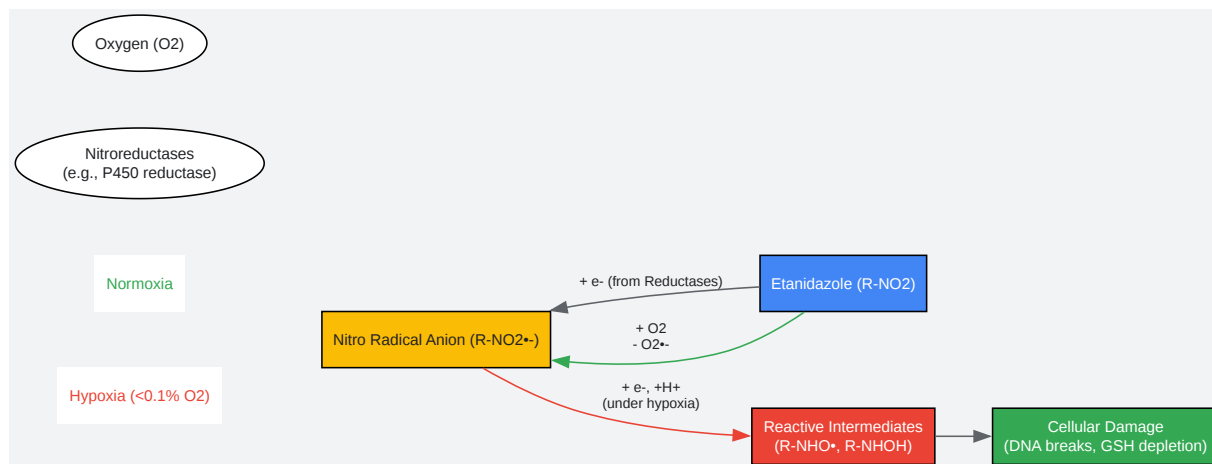 Oxygen (O2)
Nitroreductases
(e.g., P450 reductase)
Normoxia
Etanidazole (R-NO2)
+ e- (from Reductases)
+ O2
- O2•-
Nitro Radical Anion (R-NO2•-)
Hypoxia (<0.1% O2)
+ e-, +H+
(under hypoxia)
Reactive Intermediates
(R-NHO•, R-NHOH)
Cellular Damage
(DNA breaks, GSH depletion)